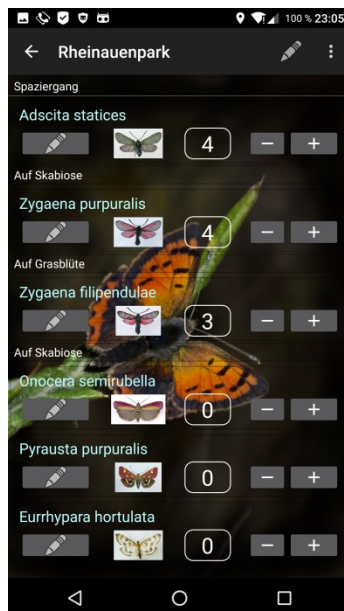 100 % 23:05
Rheinauenpark
Spaziergang
Adscita statices
4
Auf Skabiose
Zygaena purpuralis
4
Auf Grasblüte
Zygaena filipendulae
3
Auf Skabiose
Onocera semirubella
0
Pyrausta purpuralis
0
Eurrhypara hortulata
0